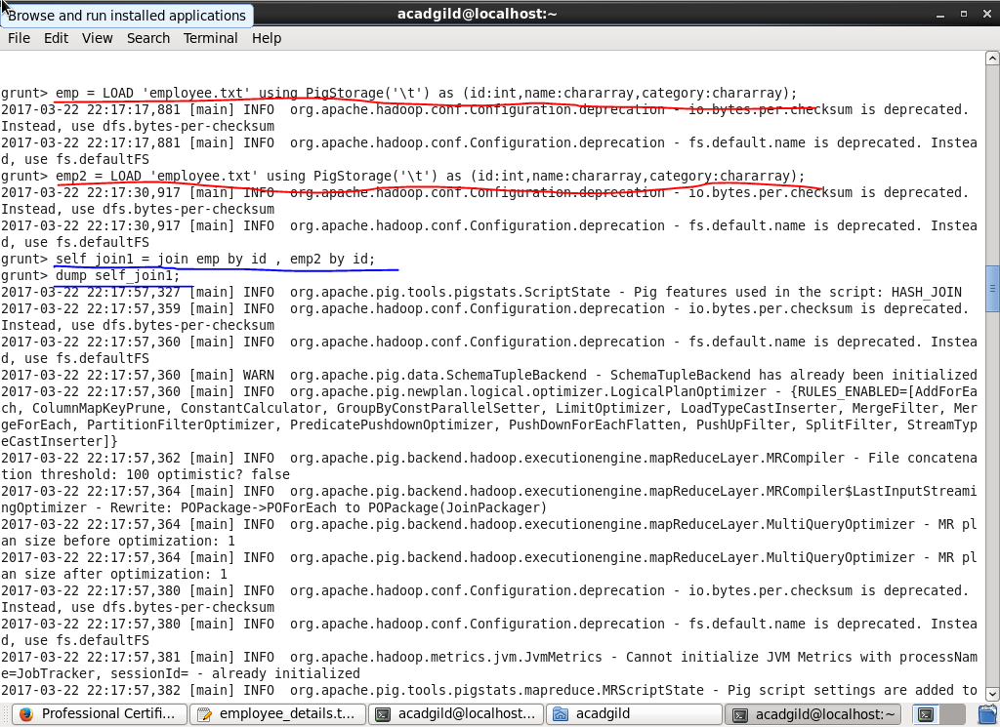 Browse and run installed applications
acadgild@localhost:~
File Edit View Search Terminal Help
grunt> emp = LOAD 'employee.txt' using PigStorage('\t') as (id:int,name:chararray,category:chararray);
2017-03-22 22:17:17,881 [main] INFO  org.apache.hadoop.conf.Configuration.deprecation - io.bytes.per.checksum is deprecated.
Instead, use dfs.bytes-per-checksum
2017-03-22 22:17:17,881 [main] INFO  org.apache.hadoop.conf.Configuration.deprecation - fs.default.name is deprecated. Instea
d, use fs.defaultFS
grunt> emp2 = LOAD 'employee.txt' using PigStorage('\t') as (id:int,name:chararray,category:chararray);
2017-03-22 22:17:30,917 [main] INFO  org.apache.hadoop.conf.Configuration.deprecation - io.bytes.per.checksum is deprecated.
Instead, use dfs.bytes-per-checksum
2017-03-22 22:17:30,917 [main] INFO  org.apache.hadoop.conf.Configuration.deprecation - fs.default.name is deprecated. Instea
d, use fs.defaultFS
grunt> self_join1 = join emp by id , emp2 by id;
grunt> dump self_join1;
2017-03-22 22:17:57,327 [main] INFO  org.apache.pig.tools.pigstats.ScriptState - Pig features used in the script: HASH_JOIN
2017-03-22 22:17:57,359 [main] INFO  org.apache.hadoop.conf.Configuration.deprecation - io.bytes.per.checksum is deprecated.
Instead, use dfs.bytes-per-checksum
2017-03-22 22:17:57,360 [main] INFO  org.apache.hadoop.conf.Configuration.deprecation - fs.default.name is deprecated. Instea
d, use fs.defaultFS
2017-03-22 22:17:57,360 [main] WARN  org.apache.pig.data.SchemaTupleBackend - SchemaTupleBackend has already been initialized
2017-03-22 22:17:57,360 [main] INFO  org.apache.pig.newplan.logical.optimizer.LogicalPlanOptimizer - {RULES_ENABLED=[AddForEa
ch, ColumnMapKeyPrune, ConstantCalculator, GroupByConstParallelSetter, LimitOptimizer, LoadTypeCastInserter, MergeFilter, Mer
geForEach, PartitionFilterOptimizer, PredicatePushdownOptimizer, PushDownForEachFlatten, PushUpFilter, SplitFilter, StreamTyp
eCastInserter]}
2017-03-22 22:17:57,362 [main] INFO  org.apache.pig.backend.hadoop.executionengine.mapReduceLayer.MRCompiler - File concatena
tion threshold: 100 optimistic? false
2017-03-22 22:17:57,364 [main] INFO  org.apache.pig.backend.hadoop.executionengine.mapReduceLayer.MRCompiler$LastInputStreami
ngOptimizer - Rewrite: POPackage->POForEach to POPackage(JoinPackager)
2017-03-22 22:17:57,364 [main] INFO  org.apache.pig.backend.hadoop.executionengine.mapReduceLayer.MultiQueryOptimizer - MR pl
an size before optimization: 1
2017-03-22 22:17:57,364 [main] INFO  org.apache.pig.backend.hadoop.executionengine.mapReduceLayer.MultiQueryOptimizer - MR pl
an size after optimization: 1
2017-03-22 22:17:57,380 [main] INFO  org.apache.hadoop.conf.Configuration.deprecation - io.bytes.per.checksum is deprecated.
Instead, use dfs.bytes-per-checksum
2017-03-22 22:17:57,380 [main] INFO  org.apache.hadoop.conf.Configuration.deprecation - fs.default.name is deprecated. Instea
d, use fs.defaultFS
2017-03-22 22:17:57,381 [main] INFO  org.apache.hadoop.metrics.jvm.JvmMetrics - Cannot initialize JVM Metrics with processNam
e=JobTracker, sessionId= - already initialized
2017-03-22 22:17:57,382 [main] INFO  org.apache.pig.tools.pigstats.mapreduce.MRScriptState - Pig script settings are added to
Professional Certifi... employee_details.t... acadgild@localhost... acadgild acadgild@localhost:~